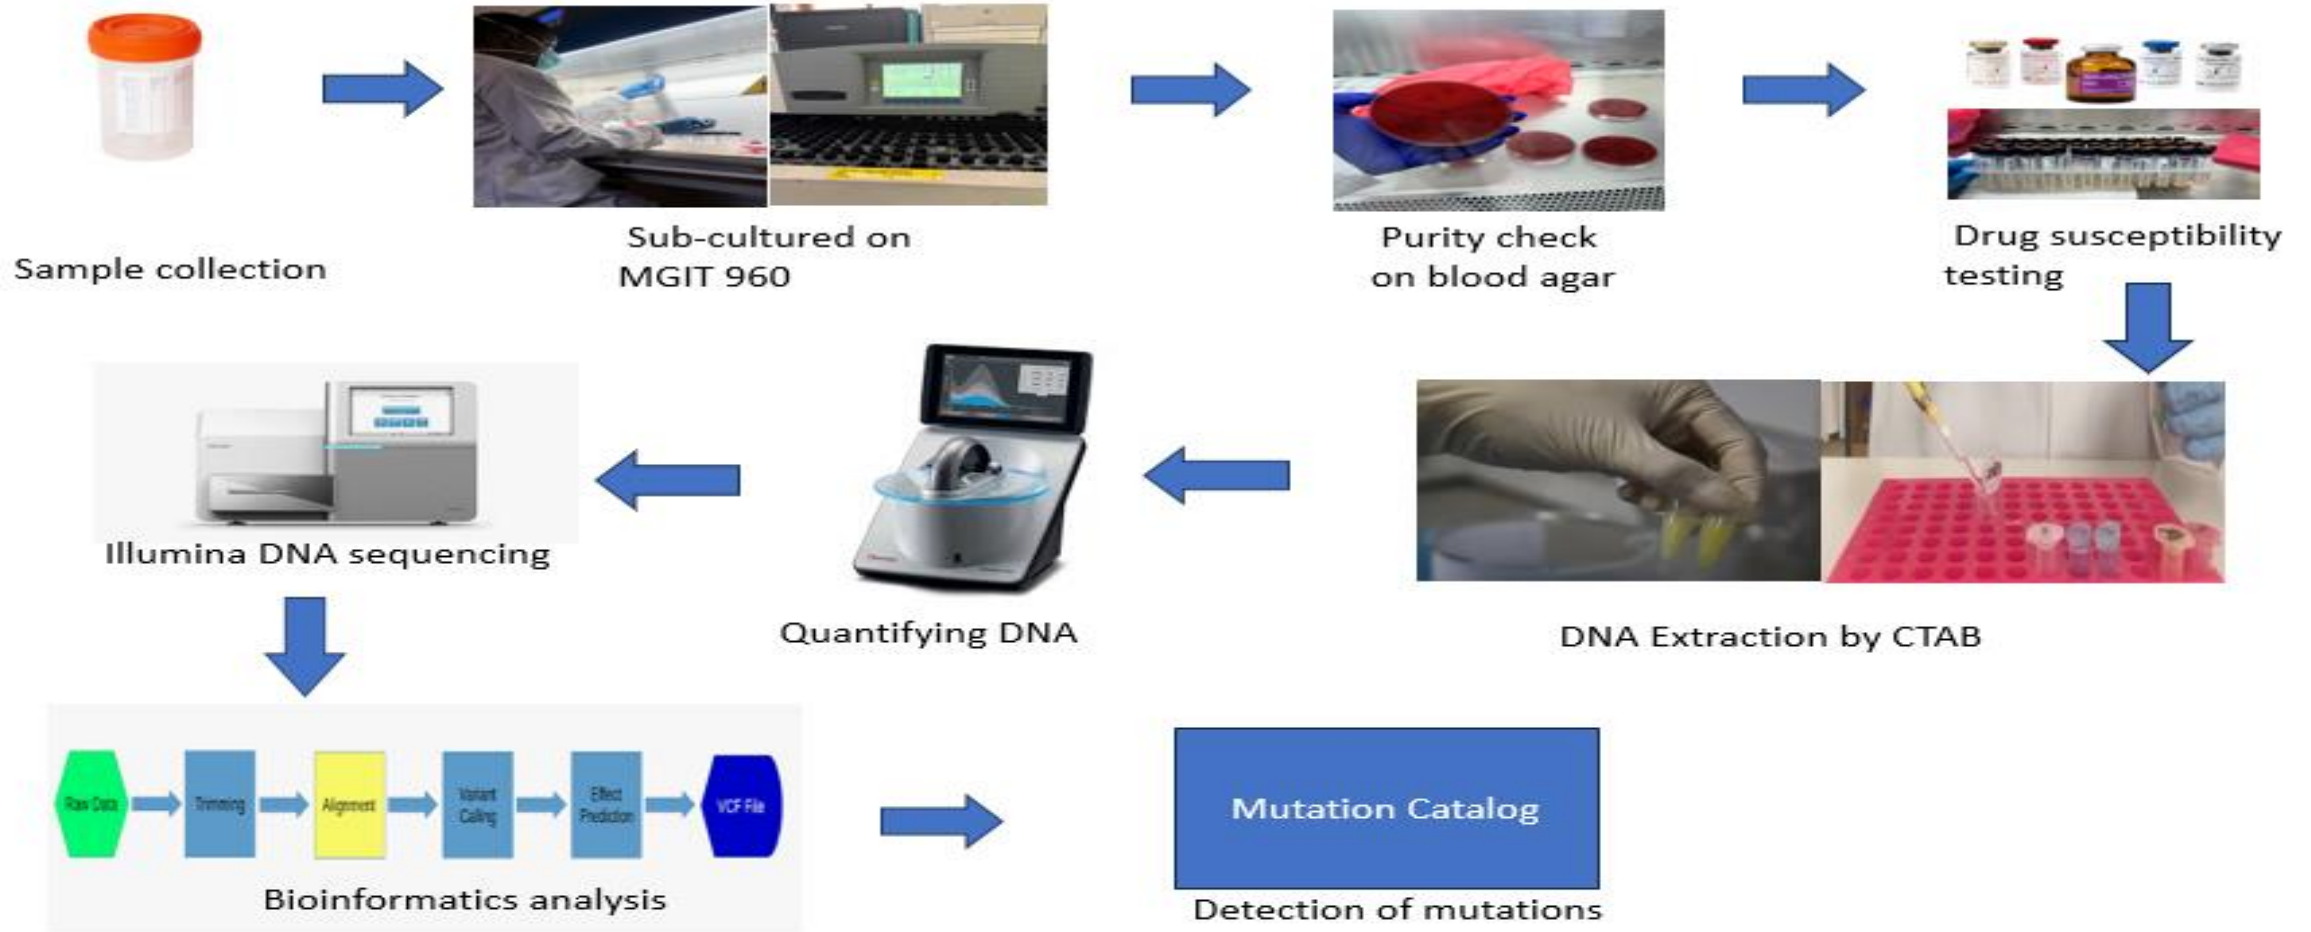 Sample collection
Sub-cultured on
MGIT 960
Purity check
on blood agar
Drug susceptibility
testing
DNA Extraction by CTAB
Quantifying DNA
Illumina DNA sequencing
Raw Data
Trimming
Alignment
Variant
Calling
Effect
Prediction
VCF File
Bioinformatics analysis
Mutation Catalog
Detection of mutations